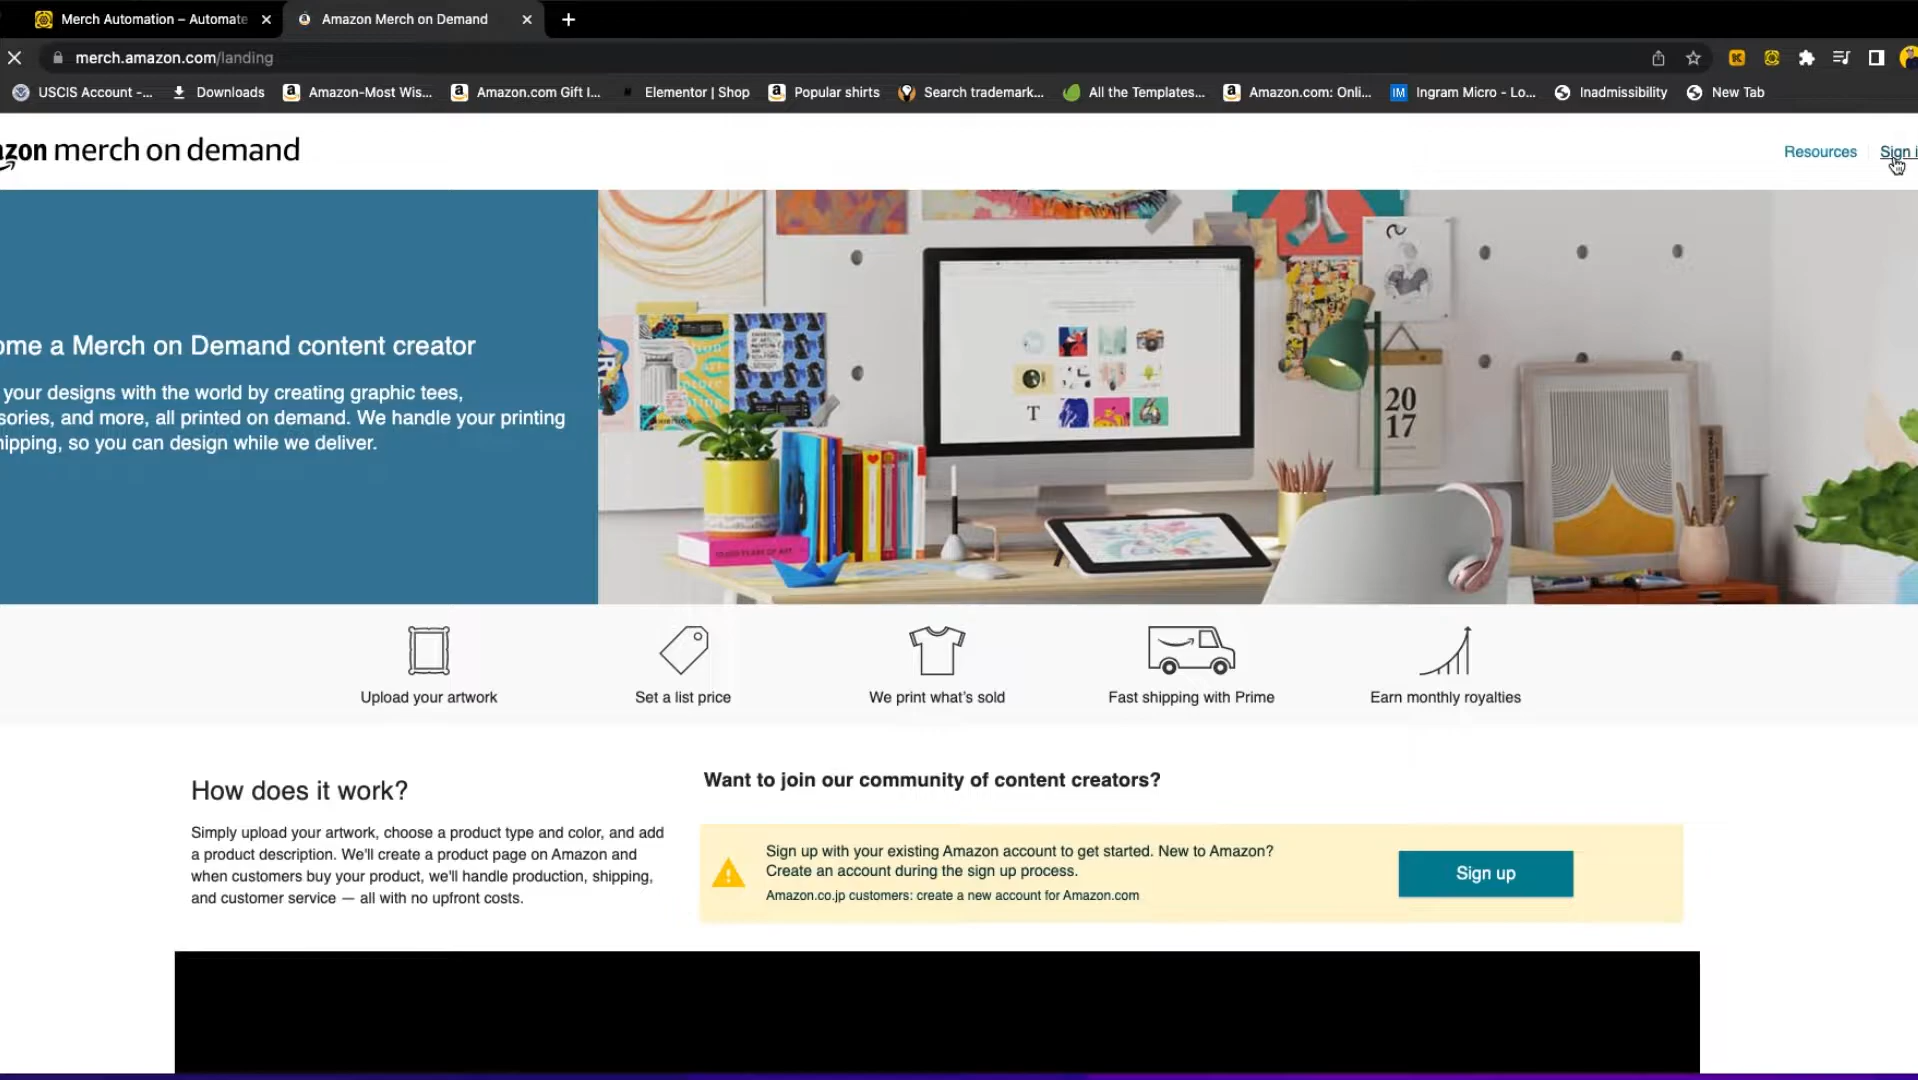 Merch Automation – Automate
Amazon Merch on Demand
merch.amazon.com/landing
USCIS Account -...
Downloads
Amazon-Most Wis...
Amazon.com Gift I...
Elementor | Shop
Popular shirts
Search trademark...
All the Templates...
Amazon.com: Onli...
IM
Ingram Micro - Lo...
Inadmissibility
New Tab
zon merch on demand
Resources
Sign i
ome a Merch on Demand content creator
your designs with the world by creating graphic tees,
sories, and more, all printed on demand. We handle your printing
hipping, so you can design while we deliver.
T
20
17
10,000 YEARS OF ART
Upload your artwork
Set a list price
We print what's sold
Fast shipping with Prime
Earn monthly royalties
How does it work?
Simply upload your artwork, choose a product type and color, and add
a product description. We'll create a product page on Amazon and
when customers buy your product, we'll handle production, shipping,
and customer service — all with no upfront costs.
Want to join our community of content creators?
Sign up with your existing Amazon account to get started. New to Amazon?
Create an account during the sign up process.
Amazon.co.jp customers: create a new account for Amazon.com
Sign up